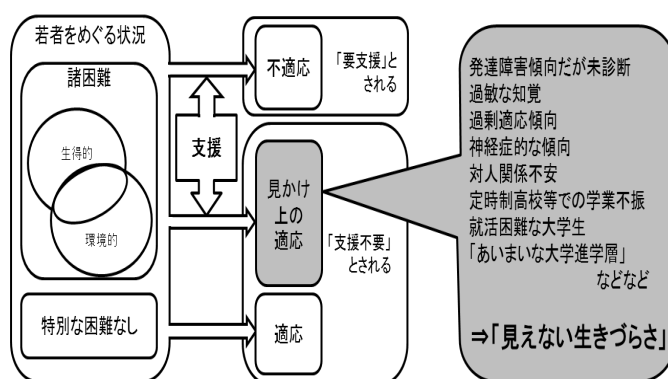 若者をめぐる状況
諸困難
生得的
環境的
特別な困難なし
支援
不適応
「要支援」と
される
見かけ
上の
適応
「支援不要」
とされる
適応
発達障害傾向だが未診断
過敏な知覚
過剰適応傾向
神経症的な傾向
対人関係不安
定時制高校等での学業不振
就活困難な大学生
「あいまいな大学進学層」
などなど
⇒「見えない生きづらさ」